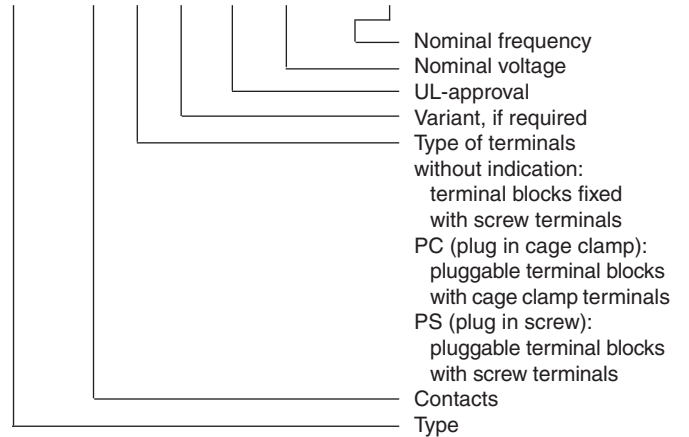 Nominal frequency
Nominal voltage
UL-approval
Variant, if required
Type of terminals
without indication:
terminal blocks fixed
with screw terminals
PC (plug in cage clamp):
pluggable terminal blocks
with cage clamp terminals
PS (plug in screw):
pluggable terminal blocks
with screw terminals
Contacts
Type